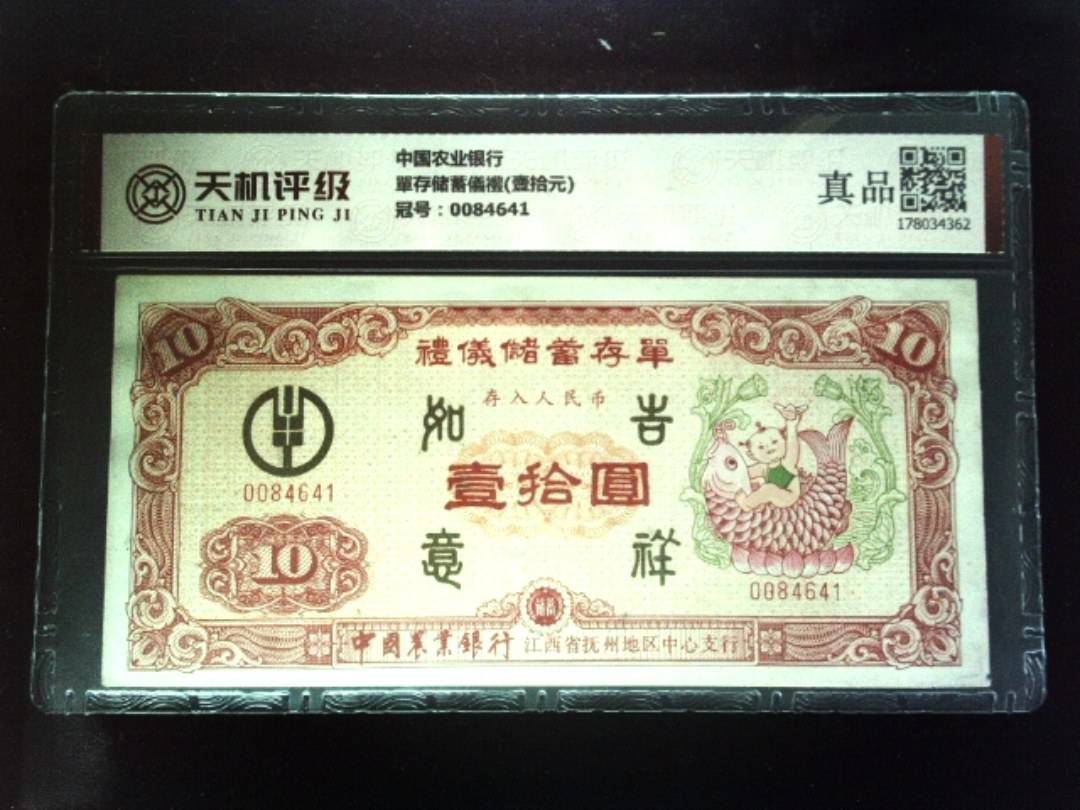 天机评级
TIAN JI PING JI
中国农业银行
單存储蓄儀禮(壹拾元)
冠号：0084641
真品
178034362
10
10
禮儀儲蓄存單
存入人民币
如 吉
壹拾圓
意 祥
0084641
10
0084641
中國農業銀行 江西省抚州地区中心支行